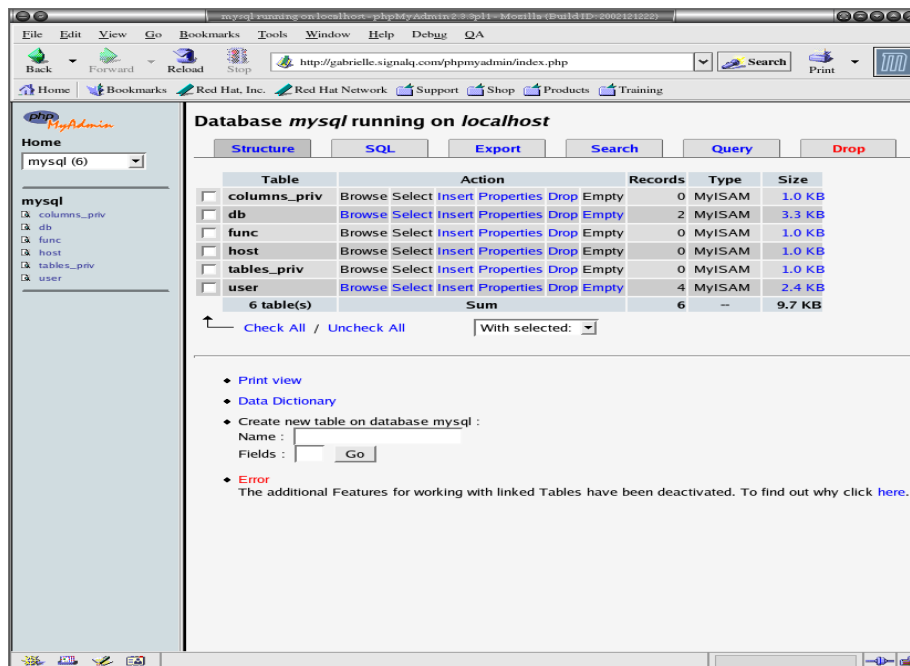 mysql running on localhost - phpMyAdmin 2.3.3pl1 - Mozilla {Build ID: 2002121222}
File Edit View Go Bookmarks Tools Window Help Debug QA
Back Forward Reload Stop http://gabrielle.signalq.com/phpmyadmin/index.php Search Print
Home Bookmarks Red Hat, Inc. Red Hat Network Support Shop Products Training
php
MyAdmin
Home
mysql (6)
mysql
columns_priv
db
func
host
tables_priv
user
Database mysql running on localhost
Structure SQL Export Search Query Drop
Table Action Records Type Size
columns_priv Browse Select Insert Properties Drop Empty 0 MyISAM 1.0 KB
db Browse Select Insert Properties Drop Empty 2 MyISAM 3.3 KB
func Browse Select Insert Properties Drop Empty 0 MyISAM 1.0 KB
host Browse Select Insert Properties Drop Empty 0 MyISAM 1.0 KB
tables_priv Browse Select Insert Properties Drop Empty 0 MyISAM 1.0 KB
user Browse Select Insert Properties Drop Empty 4 MyISAM 2.4 KB
6 table(s) Sum 6 -- 9.7 KB
Check All / Uncheck All With selected:
Print view
Data Dictionary
Create new table on database mysql :
Name :
Fields : Go
Error
The additional Features for working with linked Tables have been deactivated. To find out why click here.